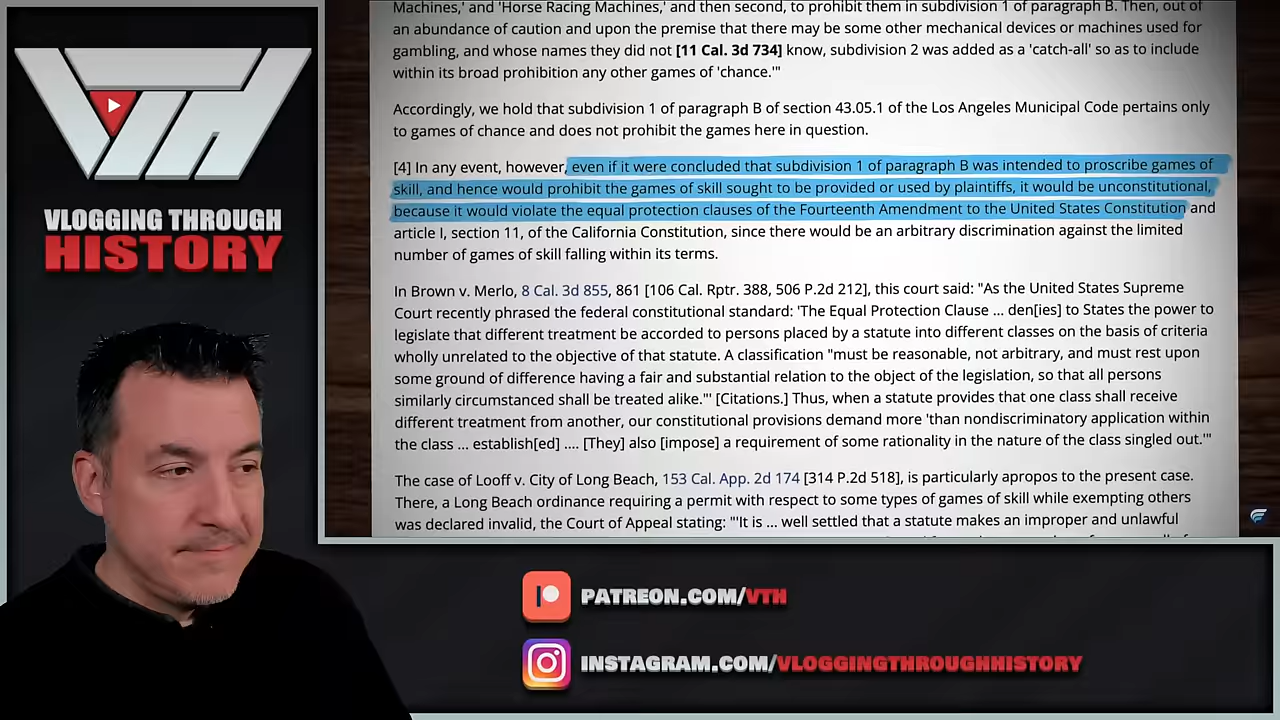 VTH
VLOGGING THROUGH
HISTORY
Machines,' and 'Horse Racing Machines,' and then second, to prohibit them in subdivision 1 of paragraph B. Then, out of
an abundance of caution and upon the premise that there may be some other mechanical devices or machines used for
gambling, and whose names they did not [11 Cal. 3d 734] know, subdivision 2 was added as a 'catch-all' so as to include
within its broad prohibition any other games of 'chance.'"
Accordingly, we hold that subdivision 1 of paragraph B of section 43.05.1 of the Los Angeles Municipal Code pertains only
to games of chance and does not prohibit the games here in question.
[4] In any event, however, even if it were concluded that subdivision 1 of paragraph B was intended to proscribe games of
skill, and hence would prohibit the games of skill sought to be provided or used by plaintiffs, it would be unconstitutional,
because it would violate the equal protection clauses of the Fourteenth Amendment to the United States Constitution and
article I, section 11, of the California Constitution, since there would be an arbitrary discrimination against the limited
number of games of skill falling within its terms.
In Brown v. Merlo, 8 Cal. 3d 855, 861 [106 Cal. Rptr. 388, 506 P.2d 212], this court said: "As the United States Supreme
Court recently phrased the federal constitutional standard: 'The Equal Protection Clause ... den[ies] to States the power to
legislate that different treatment be accorded to persons placed by a statute into different classes on the basis of criteria
wholly unrelated to the objective of that statute. A classification "must be reasonable, not arbitrary, and must rest upon
some ground of difference having a fair and substantial relation to the object of the legislation, so that all persons
similarly circumstanced shall be treated alike."' [Citations.] Thus, when a statute provides that one class shall receive
different treatment from another, our constitutional provisions demand more 'than nondiscriminatory application within
the class ... establish[ed] .... [They] also [impose] a requirement of some rationality in the nature of the class singled out.'"
The case of Looff v. City of Long Beach, 153 Cal. App. 2d 174 [314 P.2d 518], is particularly apropos to the present case.
There, a Long Beach ordinance requiring a permit with respect to some types of games of skill while exempting others
was declared invalid, the Court of Appeal stating: "'It is ... well settled that a statute makes an improper and unlawful
PATREON.COM/VTH
INSTAGRAM.COM/VLOGGINGTHROUGHHISTORY